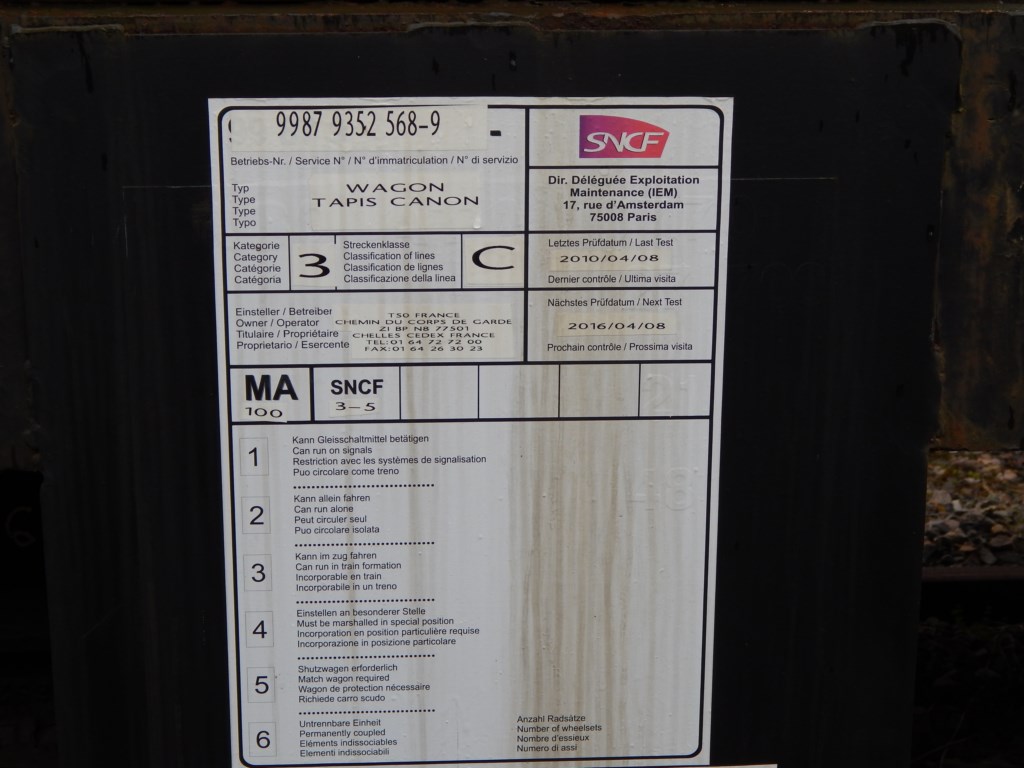 9987 9352 568-9 -
Betriebs-Nr. / Service N° / N° d'immatriculation / N° di servizio
Typ
Type
Type
Typo
WAGON
TAPIS CANON
SNCF
Dir. Déléguée Exploitation
Maintenance (IEM)
17, rue d'Amsterdam
75008 Paris
Kategorie
Category
Catégorie
Catégoria
3
Streckenklasse
Classification of lines
Classification de lignes
Classificazione della linea
C
Letztes Prüfdatum / Last Test
2010/04/08
Dernier contrôle / Ultima visita
Einsteller / Betreiber
Owner / Operator
Titulaire / Propriétaire
Proprietario / Esercente
TSO FRANCE
CHEMIN DU CORPS DE GARDE
ZI BP N8 77501
CHELLES CEDEX FRANCE
TEL:01 64 72 72 00
FAX:01 64 26 30 23
Nächstes Prüfdatum / Next Test
2016/04/08
Prochain contrôle / Prossima visita
MA
100
SNCF
3-5
1
Kann Gleisschaltmittel betätigen
Can run on signals
Restriction avec les systèmes de signalisation
Puo circolare come treno
2
Kann allein fahren
Can run alone
Peut circuler seul
Puo circolare isolata
3
Kann im zug fahren
Can run in train formation
Incorporable en train
Incorporabile in un treno
4
Einstellen an besonderer Stelle
Must be marshalled in special position
Incorporation en position particulière requise
Incorporazione in posizione particolare
5
Shutzwagen erforderlich
Match wagon required
Wagon de protection nécessaire
Richiede carro scudo
6
Untrennbare Einheit
Permanently coupled
Eléments indissociables
Elementi indissociabili
Anzahl Radsätze
Number of wheelsets
Nombre d'essieux
Numero di assi